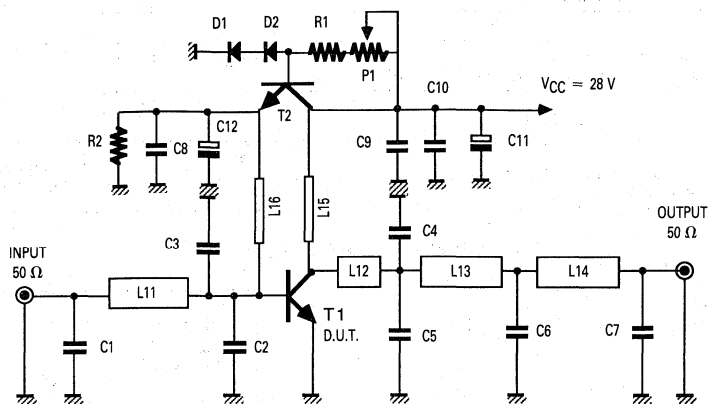 D1
D2
R1
P1
C10
VCC = 28 V
T2
R2
C8
C12
C9
C11
L16
L15
C3
C4
INPUT
50 Ω
OUTPUT
50 Ω
L11
L12
L13
L14
T1
D.U.T.
C1
C2
C5
C6
C7